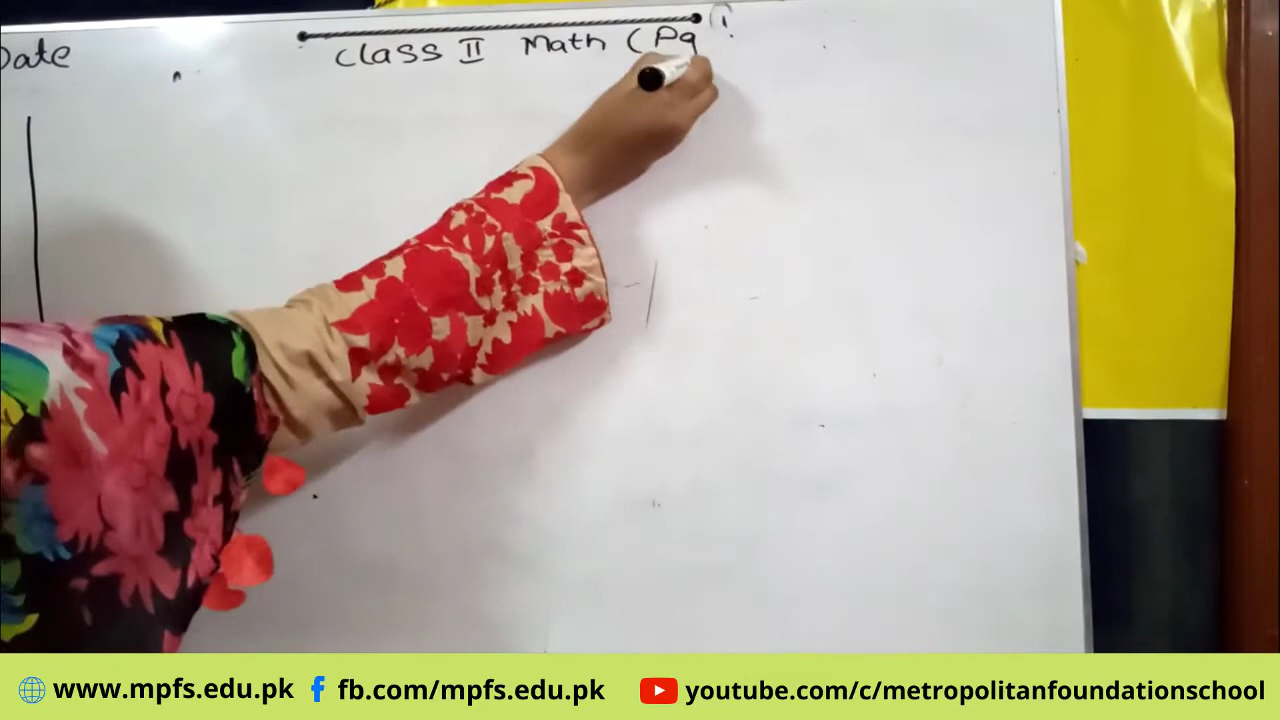 Date
Class II Math (Pg
www.mpfs.edu.pk fb.com/mpfs.edu.pk youtube.com/c/metropolitanfoundationschool